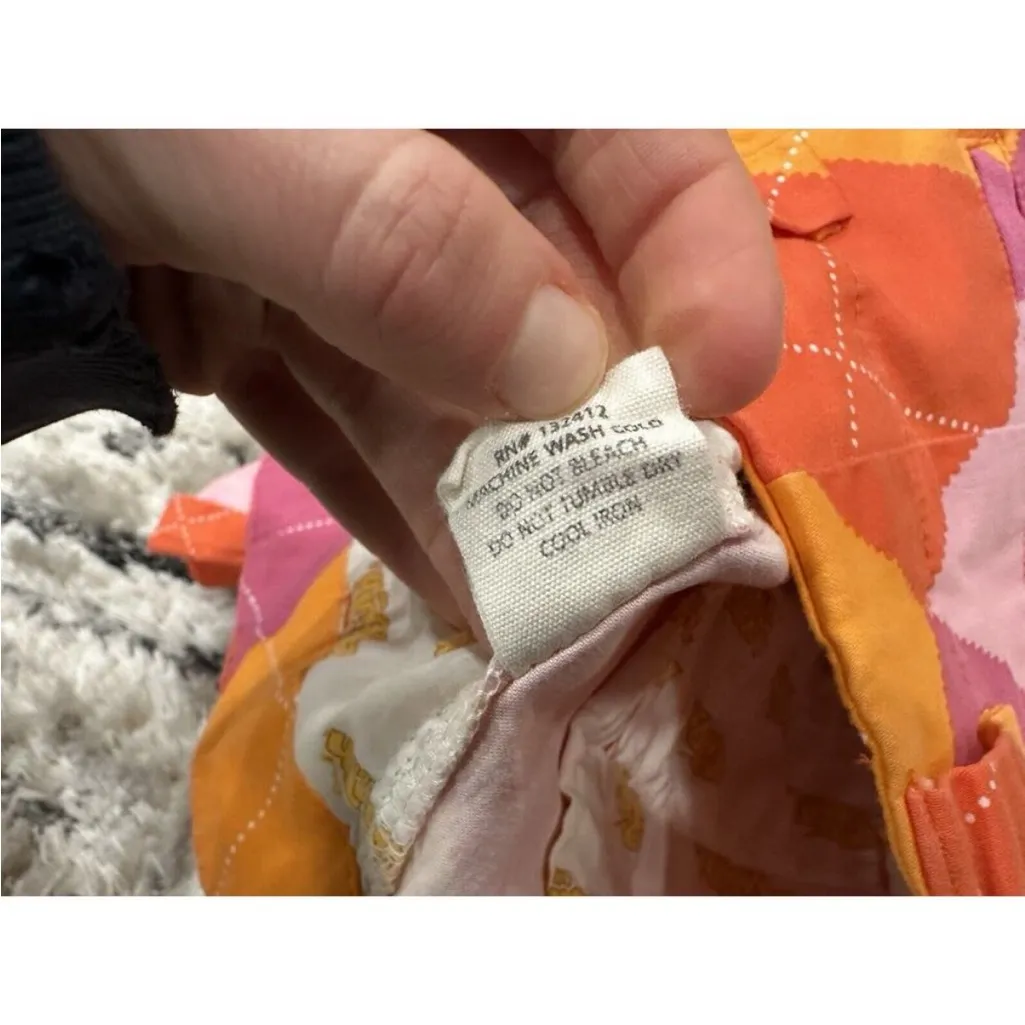 RN# 132412
MACHINE WASH COLD
DO NOT BLEACH
DO NOT TUMBLE DRY
COOL IRON